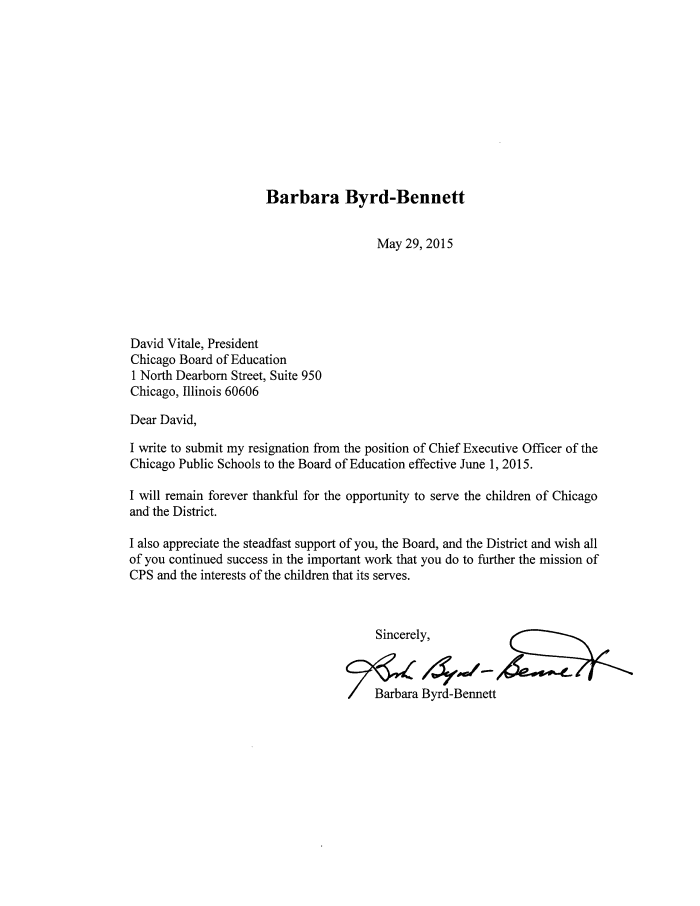 Barbara Byrd-Bennett
May 29, 2015
David Vitale, President
Chicago Board of Education
1 North Dearborn Street, Suite 950
Chicago, Illinois 60606
Dear David,
I write to submit my resignation from the position of Chief Executive Officer of the
Chicago Public Schools to the Board of Education effective June 1, 2015.
I will remain forever thankful for the opportunity to serve the children of Chicago
and the District.
I also appreciate the steadfast support of you, the Board, and the District and wish all
of you continued success in the important work that you do to further the mission of
CPS and the interests of the children that its serves.
Sincerely,
Barb Byrd-Bennett
Barbara Byrd-Bennett